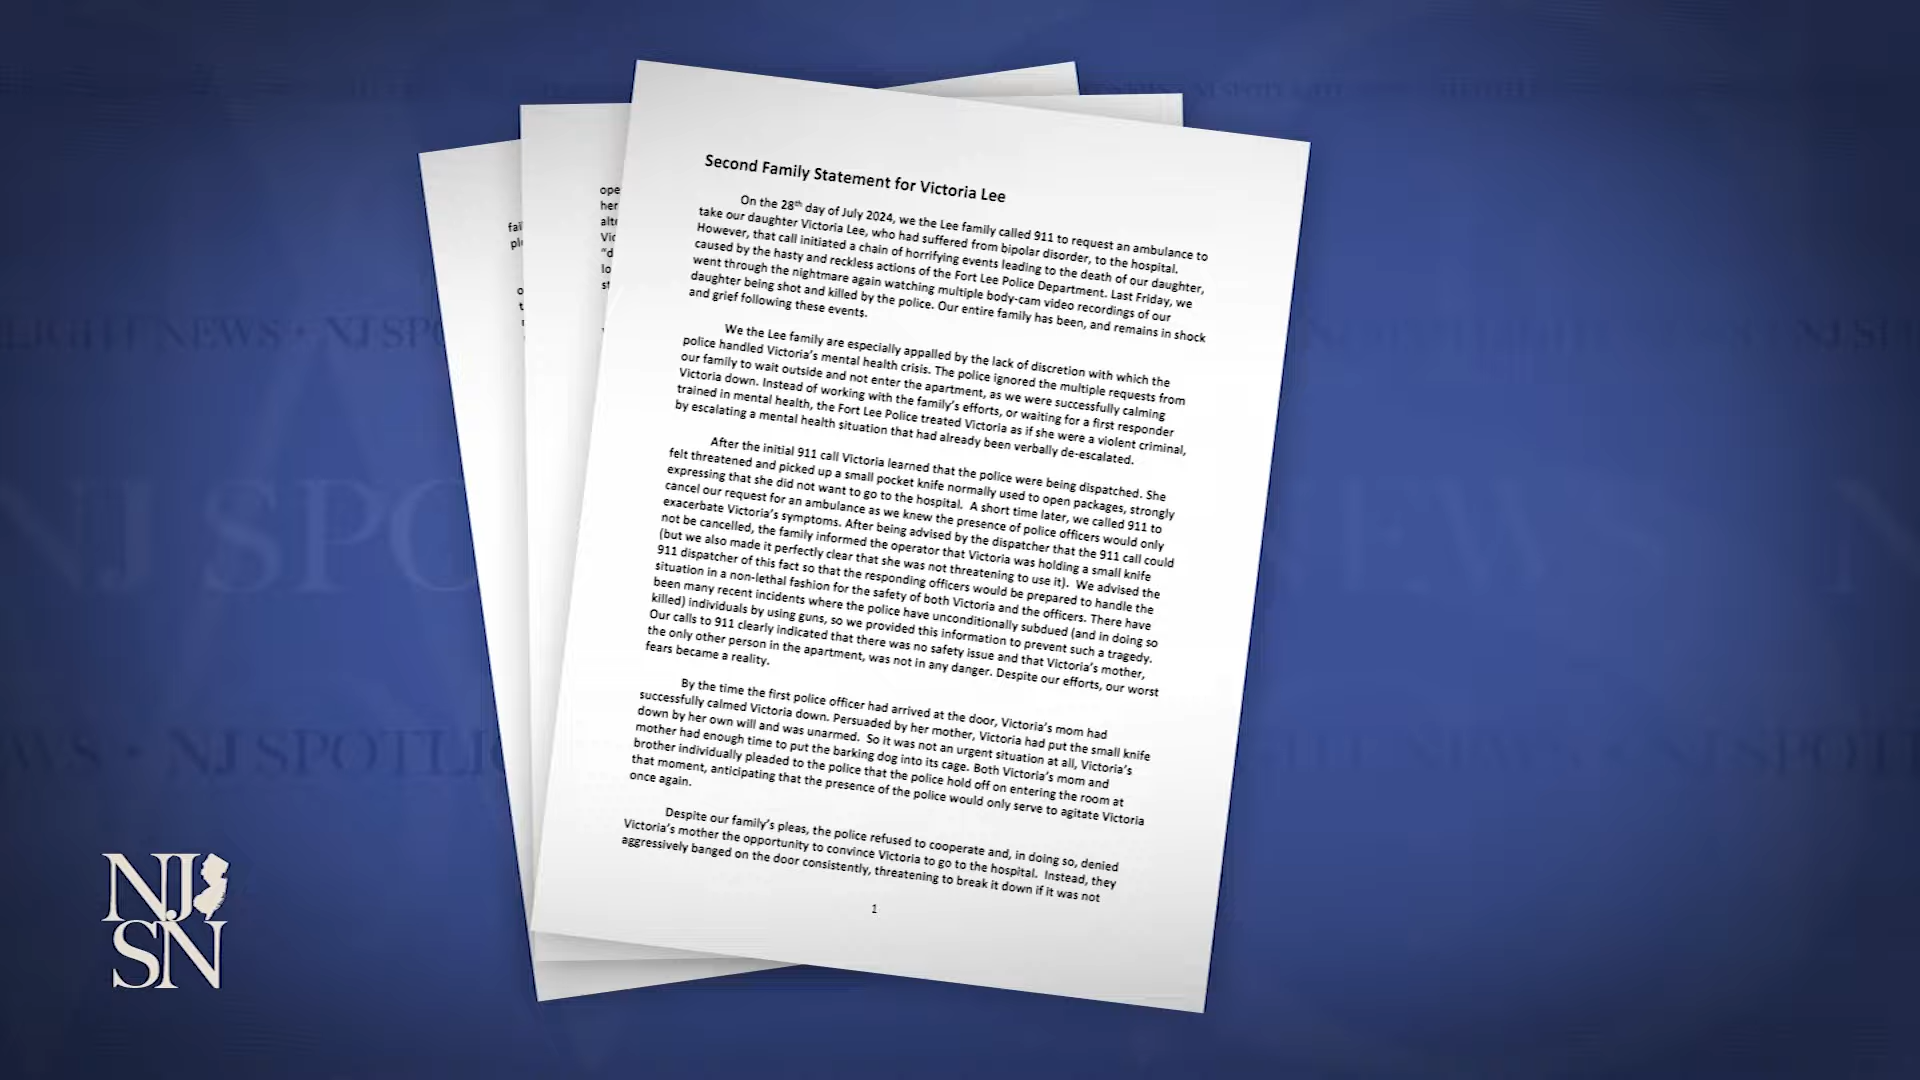 Second Family Statement for Victoria Lee
On the 28th day of July 2024, we the Lee family called 911 to request an ambulance to
take our daughter Victoria Lee, who had suffered from bipolar disorder, to the hospital.
However, that call initiated a chain of horrifying events leading to the death of our daughter,
caused by the hasty and reckless actions of the Fort Lee Police Department. Last Friday, we
went through the nightmare again watching multiple body-cam video recordings of our
daughter being shot and killed by the police. Our entire family has been, and remains in shock
and grief following these events.
We the Lee family are especially appalled by the lack of discretion with which the
police handled Victoria's mental health crisis. The police ignored the multiple requests from
our family to wait outside and not enter the apartment, as we were successfully calming
Victoria down. Instead of working with the family's efforts, or waiting for a first responder
trained in mental health, the Fort Lee Police treated Victoria as if she were a violent criminal,
by escalating a mental health situation that had already been verbally de-escalated.
After the initial 911 call Victoria learned that the police were being dispatched. She
felt threatened and picked up a small pocket knife normally used to open packages, strongly
expressing that she did not want to go to the hospital. A short time later, we called 911 to
cancel our request for an ambulance as we knew the presence of police officers would only
exacerbate Victoria's symptoms. After being advised by the dispatcher that the 911 call could
not be cancelled, the family informed the operator that Victoria was holding a small knife
(but we also made it perfectly clear that she was not threatening to use it). We advised the
911 dispatcher of this fact so that the responding officers would be prepared to handle the
situation in a non-lethal fashion for the safety of both Victoria and the officers. There have
been many recent incidents where the police have unconditionally subdued (and in doing so
killed) individuals by using guns, so we provided this information to prevent such a tragedy.
Our calls to 911 clearly indicated that there was no safety issue and that Victoria's mother,
the only other person in the apartment, was not in any danger. Despite our efforts, our worst
fears became a reality.
By the time the first police officer had arrived at the door, Victoria's mom had
successfully calmed Victoria down. Persuaded by her mother, Victoria had put the small knife
down by her own will and was unarmed. So it was not an urgent situation at all, Victoria's
mother had enough time to put the barking dog into its cage. Both Victoria's mom and
brother individually pleaded to the police that the police hold off on entering the room at
that moment, anticipating that the presence of the police would only serve to agitate Victoria
once again.
Despite our family's pleas, the police refused to cooperate and, in doing so, denied
Victoria's mother the opportunity to convince Victoria to go to the hospital. Instead, they
aggressively banged on the door consistently, threatening to break it down if it was not
1
NJ
SN